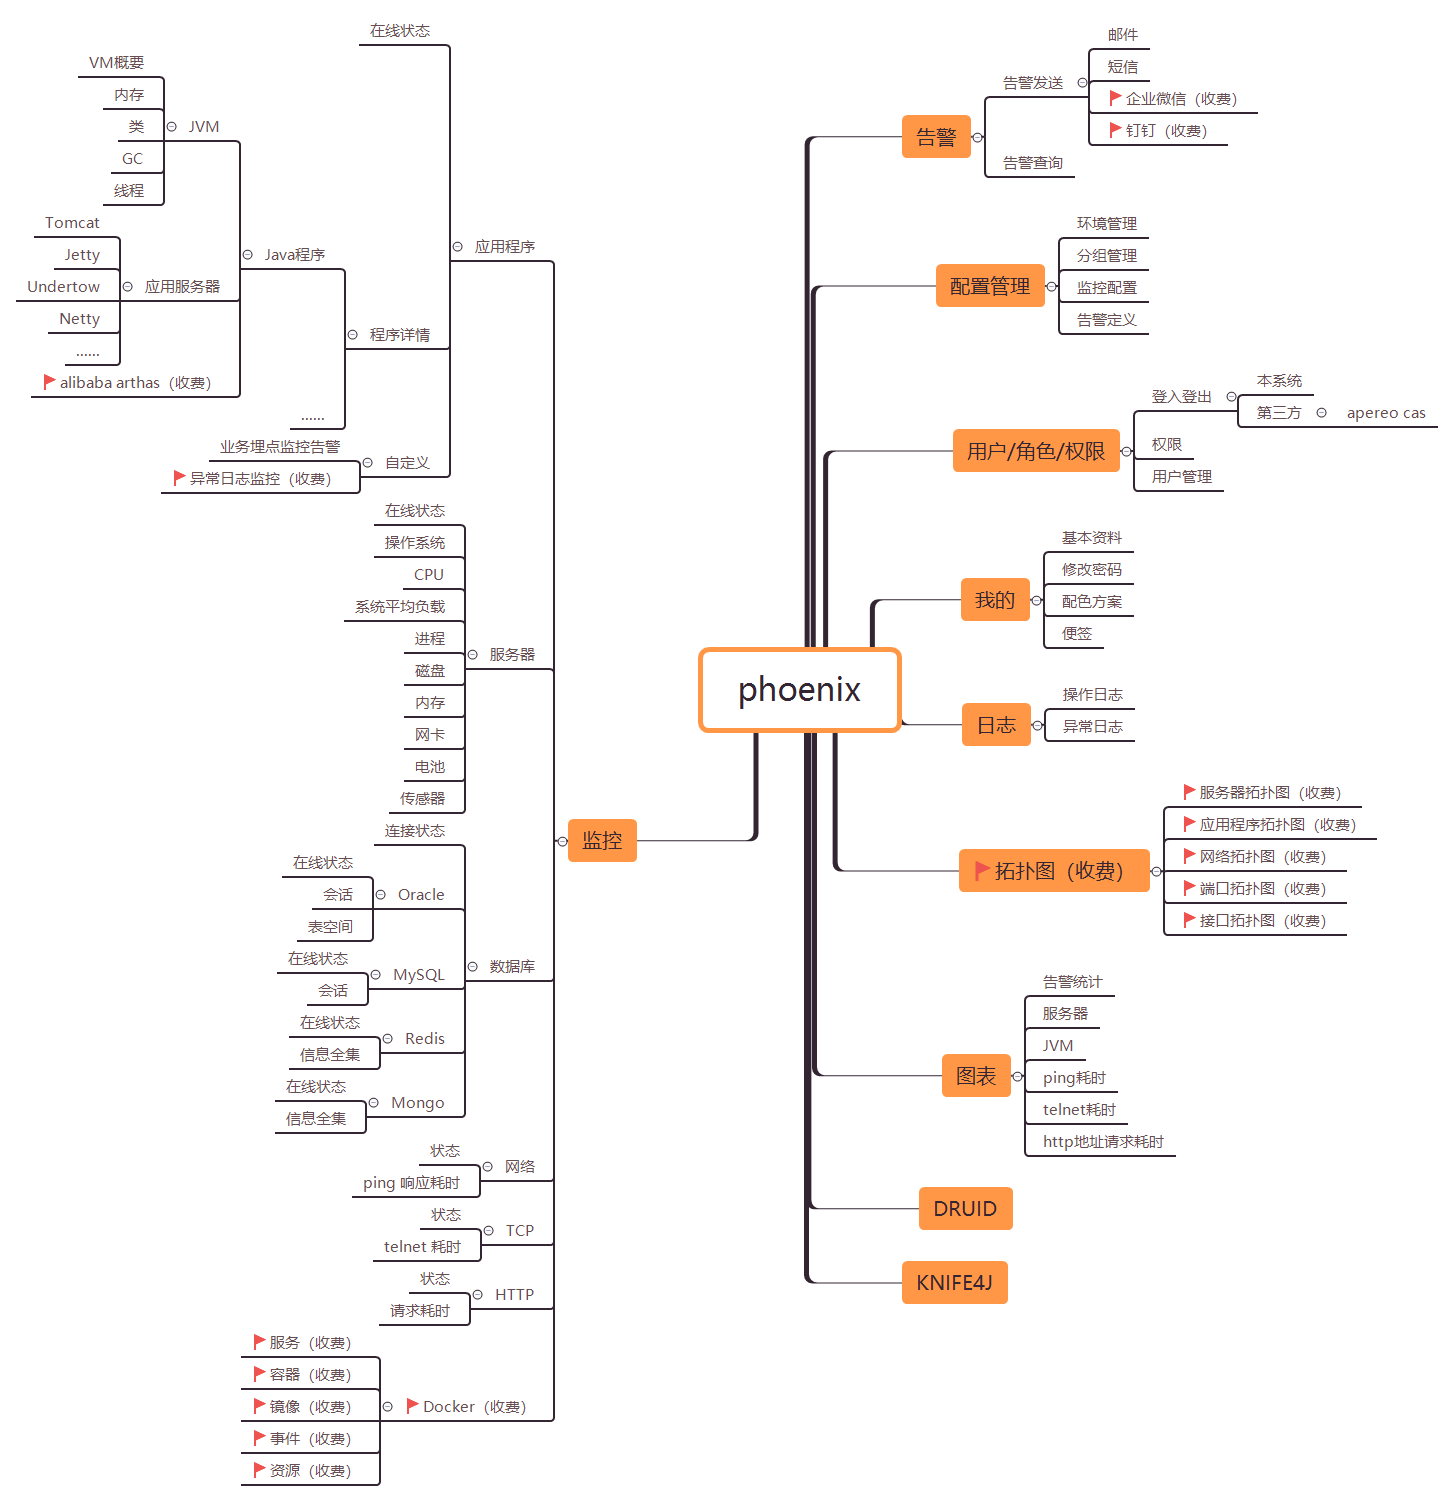 phoenix
告警
告警发送
邮件
短信
企业微信（收费）
钉钉（收费）
告警查询
配置管理
环境管理
分组管理
监控配置
告警定义
用户/角色/权限
登入登出
本系统
第三方
apereo cas
权限
用户管理
我的
基本资料
修改密码
配色方案
便签
日志
操作日志
异常日志
拓扑图（收费）
服务器拓扑图（收费）
应用程序拓扑图（收费）
网络拓扑图（收费）
端口拓扑图（收费）
接口拓扑图（收费）
图表
告警统计
服务器
JVM
ping耗时
telnet耗时
http地址请求耗时
DRUID
KNIFE4J
监控
应用程序
在线状态
程序详情
Java程序
JVM
VM概要
内存
类
GC
线程
应用服务器
Tomcat
Jetty
Undertow
Netty
......
alibaba arthas（收费）
......
自定义
业务埋点监控告警
异常日志监控（收费）
服务器
在线状态
操作系统
CPU
系统平均负载
进程
磁盘
内存
网卡
电池
传感器
数据库
连接状态
Oracle
在线状态
会话
表空间
MySQL
在线状态
会话
Redis
在线状态
信息全集
Mongo
在线状态
信息全集
网络
状态
ping 响应耗时
TCP
状态
telnet 耗时
HTTP
状态
请求耗时
Docker（收费）
服务（收费）
容器（收费）
镜像（收费）
事件（收费）
资源（收费）